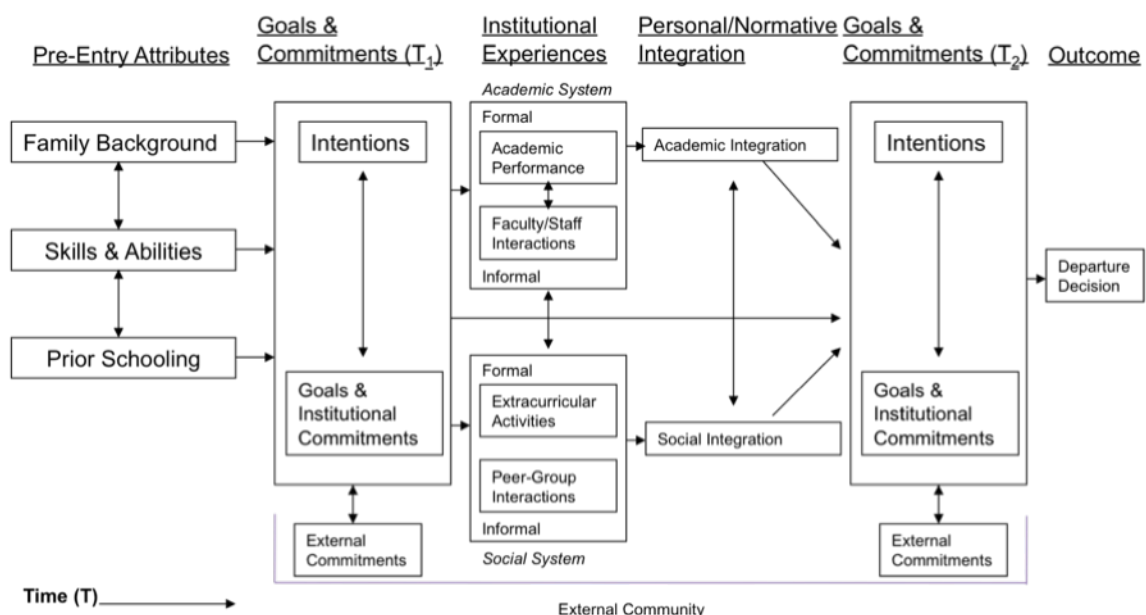 Pre-Entry Attributes
Goals &
Commitments (T1)
Institutional
Experiences
Personal/Normative
Integration
Goals &
Commitments (T2)
Outcome
Family Background
Skills & Abilities
Prior Schooling
Intentions
Goals &
Institutional
Commitments
External
Commitments
Academic System
Formal
Academic
Performance
Faculty/Staff
Interactions
Informal
Formal
Extracurricular
Activities
Peer-Group
Interactions
Informal
Social System
Academic Integration
Social Integration
Intentions
Goals &
Institutional
Commitments
External
Commitments
Departure
Decision
Time (T)
External Community